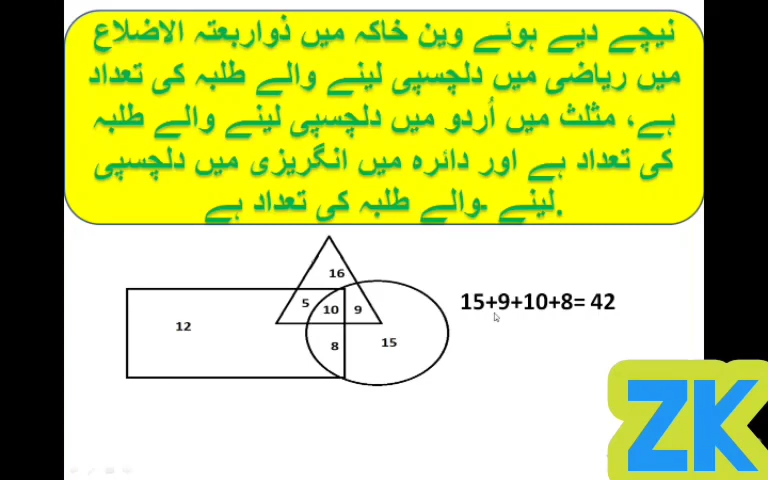 نیچے دیے ہوئے وین خاکہ میں ذواربعتہ الاضلاع
میں ریاضی میں دلچسپی لینے والے طلبہ کی تعداد
ہے، مثلث میں اُردو میں دلچسپی لینے والے طلبہ
کی تعداد ہے اور دائرہ میں انگریزی میں دلچسپی
لینے ۔والے طلبہ کی تعداد ہے.
16
5 10 9
12
8 15
15+9+10+8= 42
ZK